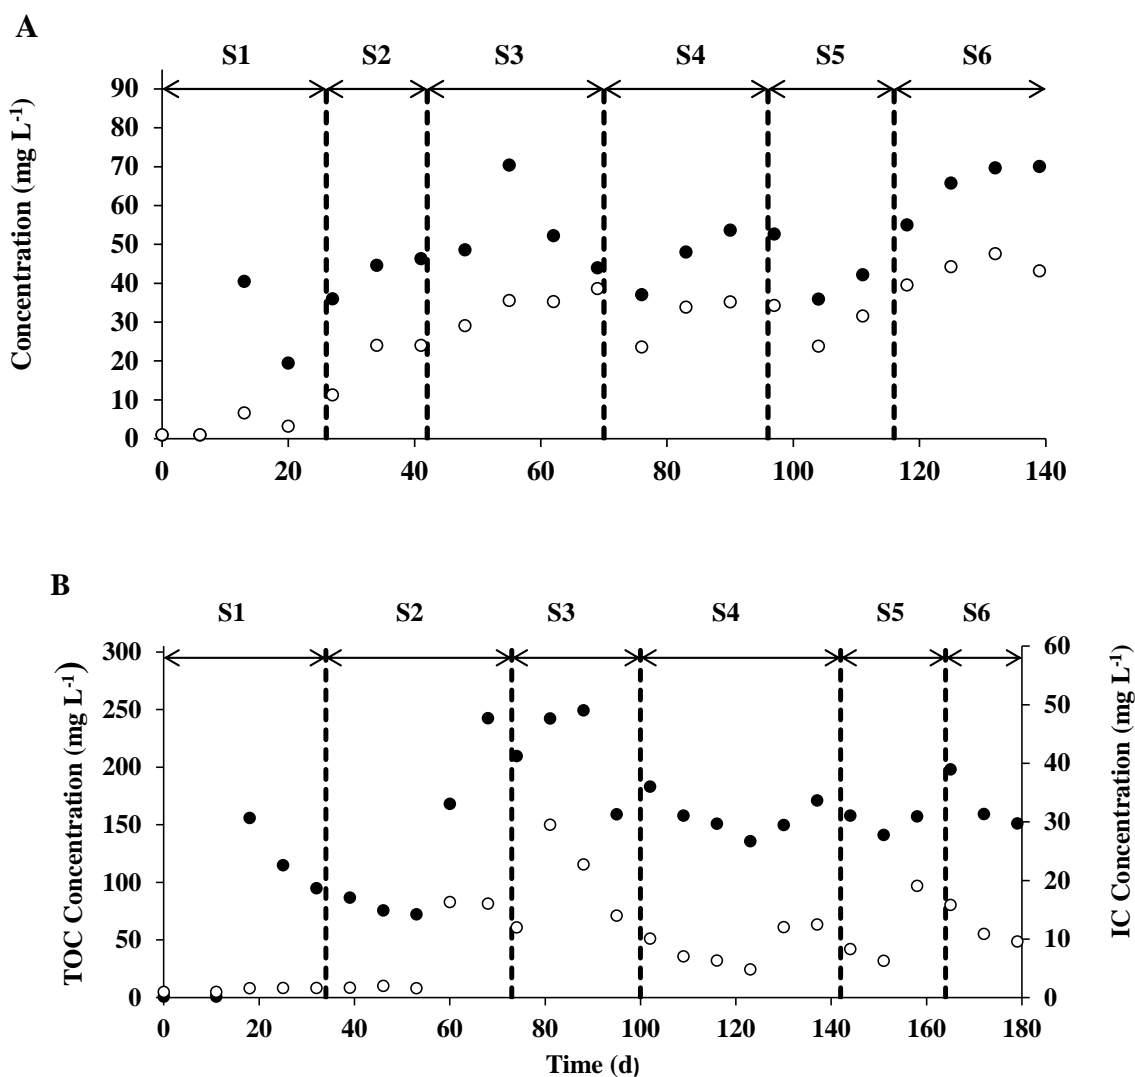 A
S1 S2 S3 S4 S5 S6
Concentration (mg L-1)
90
80
70
60
50
40
30
20
10
0
0 20 40 60 80 100 120 140
B
S1 S2 S3 S4 S5 S6
TOC Concentration (mg L-1)
300
250
200
150
100
50
0
60
50
40
30
20
10
0
IC Concentration (mg L-1)
0 20 40 60 80 100 120 140 160 180
Time (d)